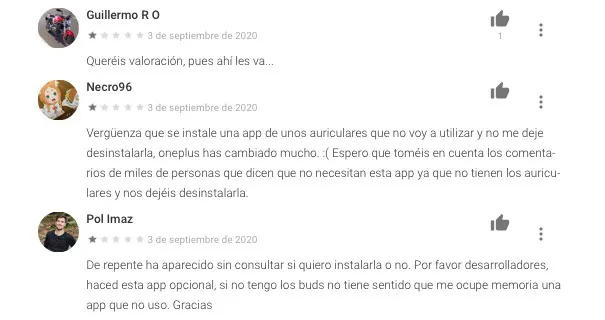 Guillermo R O
3 de septiembre de 2020
1
Queréis valoración, pues ahí les va...
Necro96
3 de septiembre de 2020
Vergüenza que se instale una app de unos auriculares que no voy a utilizar y no me deje
desinstalarla, oneplus has cambiado mucho. :( Espero que toméis en cuenta los comenta-
rios de miles de personas que dicen que no necesitan esta app ya que no tienen los auricu-
lares y nos dejéis desinstalarla.
Pol Imaz
3 de septiembre de 2020
De repente ha aparecido sin consultar si quiero instalarla o no. Por favor desarrolladores,
haced esta app opcional, si no tengo los buds no tiene sentido que me ocupe memoria una
app que no uso. Gracias